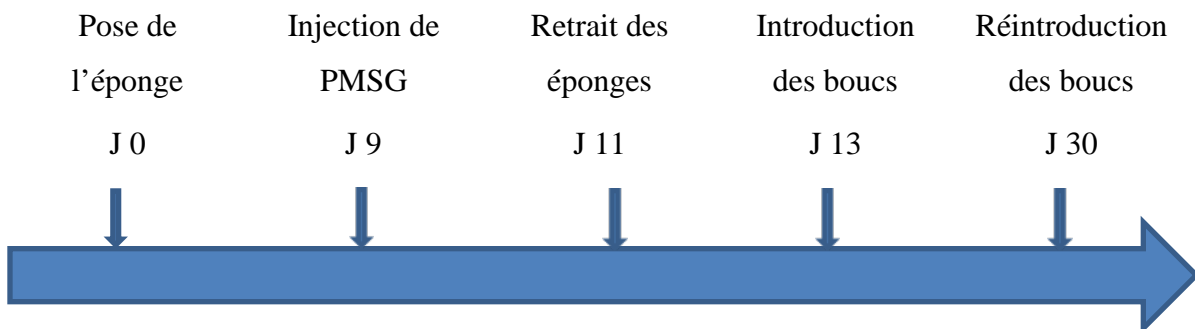 Pose de
l’éponge
J 0
Injection de
PMSG
J 9
Retrait des
éponges
J 11
Introduction
des boucs
J 13
Réintroduction
des boucs
J 30